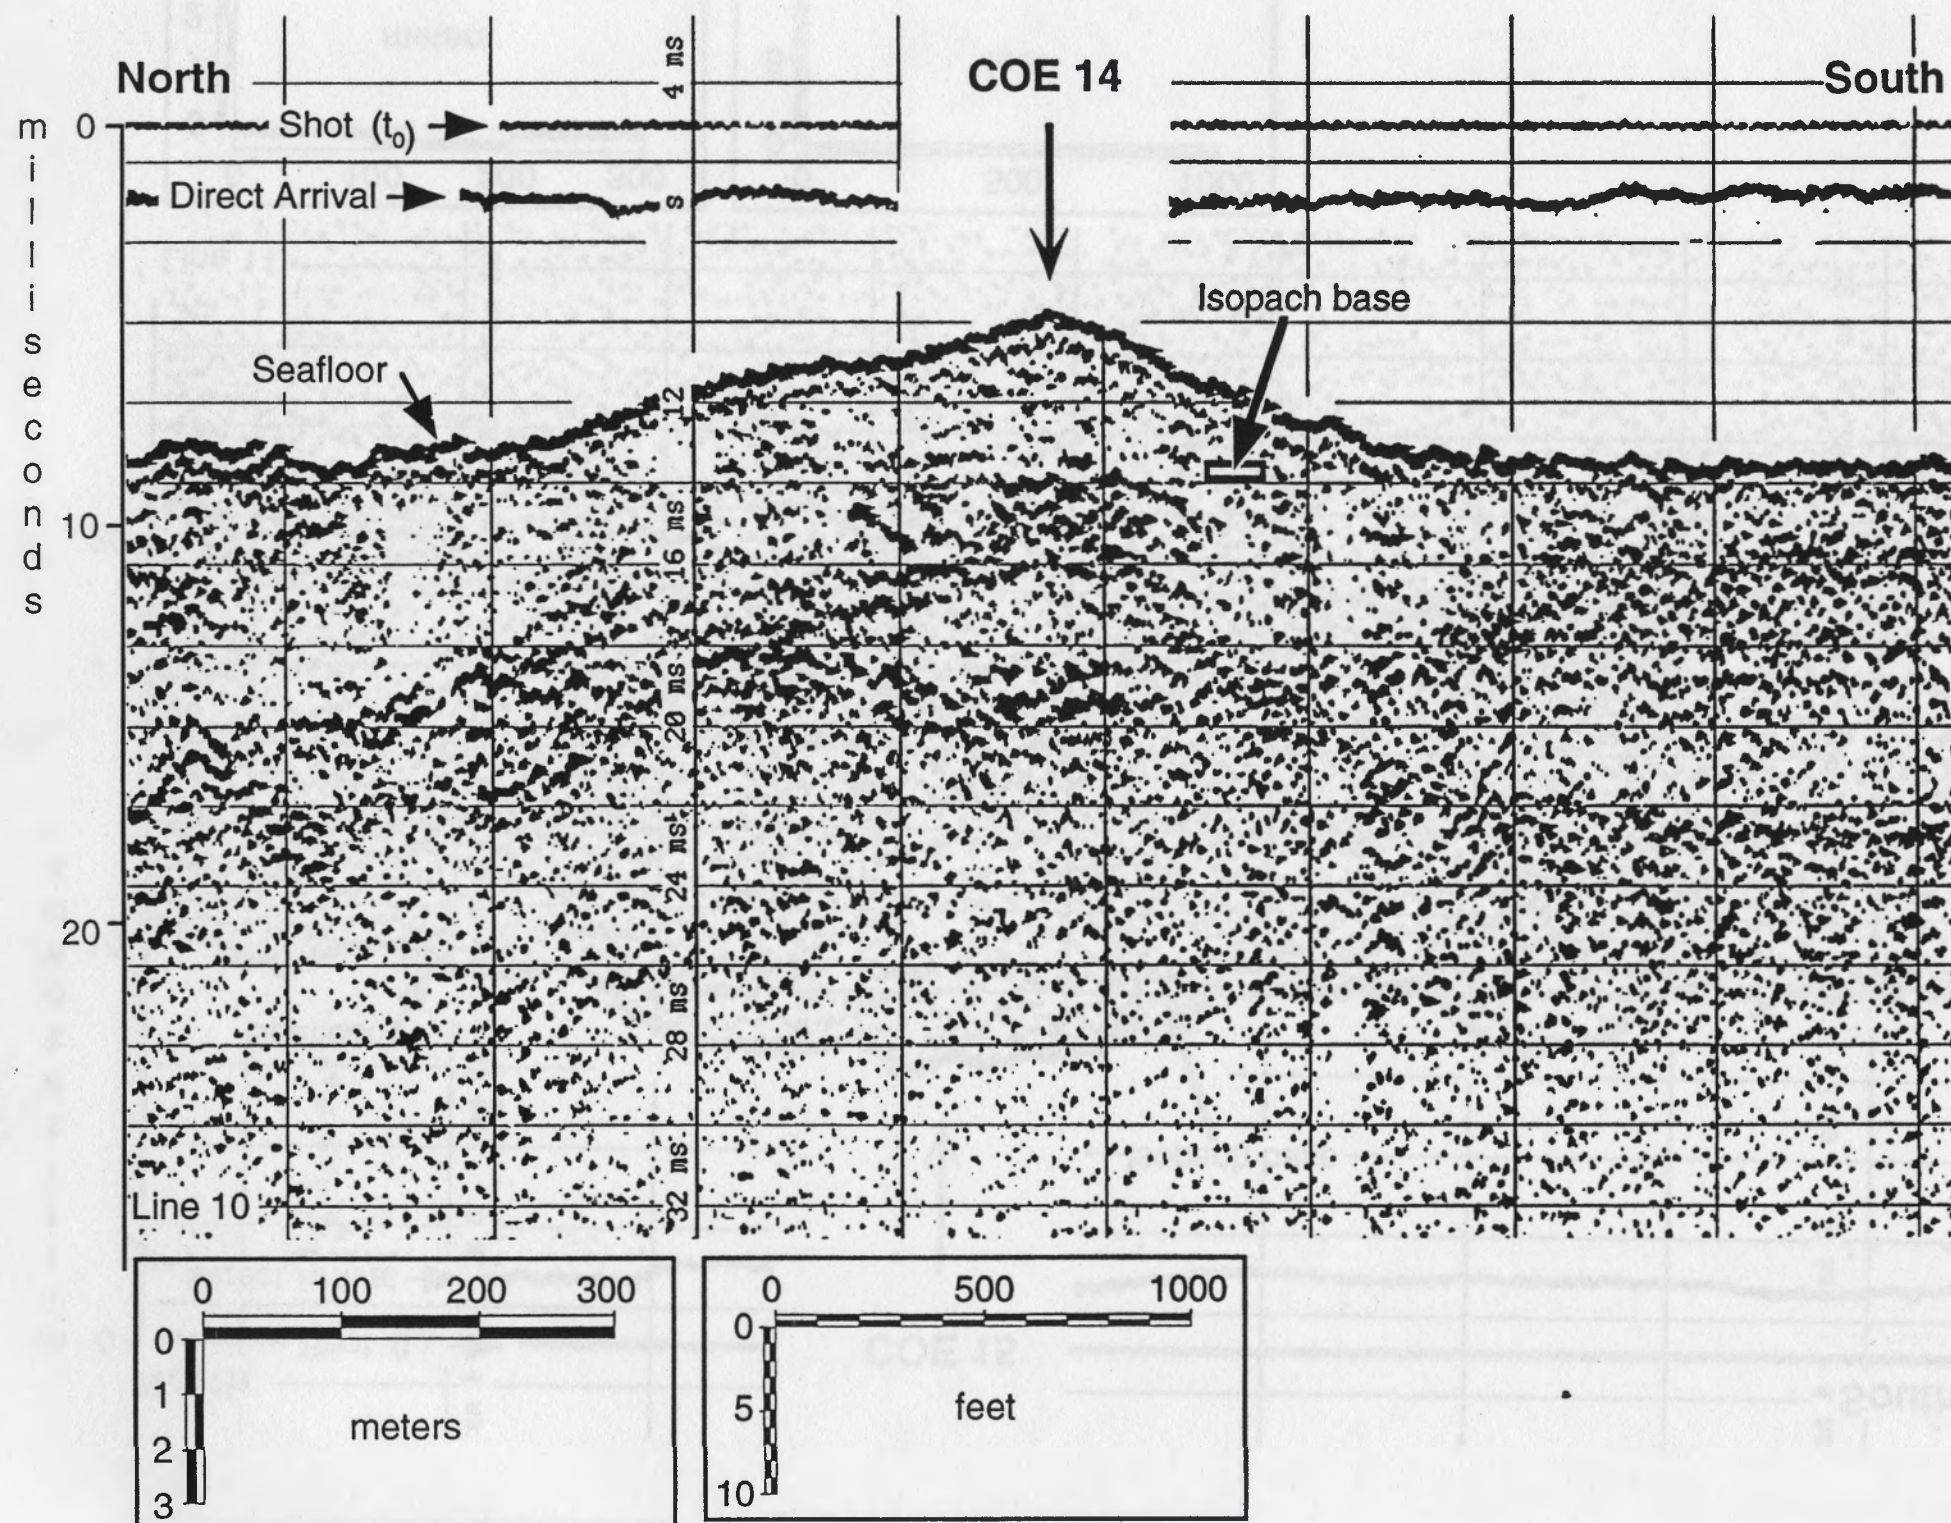 North
COE 14
South
4 ms
milliseconds
0
Shot (t₀)
Direct Arrival
s
Isopach base
Seafloor
12
10
ms
16
ms
20
ms
24
20
ms
28
ms
32
Line 10
0 100 200 300
0
1
2
3
meters
0 500 1000
0
5
10
feet